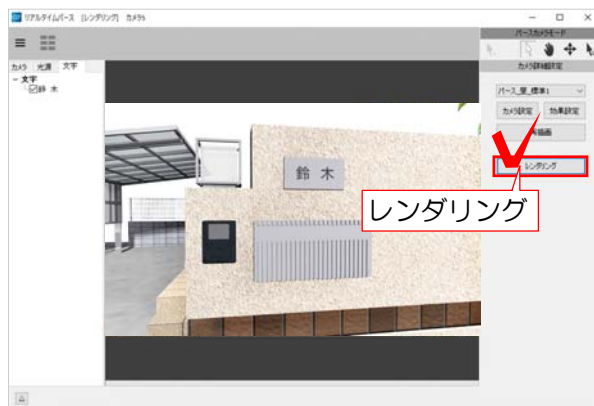 リアルタイムパース [レンダリング] カメラ5
パースカメラモード
カメラ 光源 文字
カメラ詳細設定
文字
鈴 木
パース_昼_標準1
カメラ設定 効果設定
レンダリング
鈴 木
レンダリング